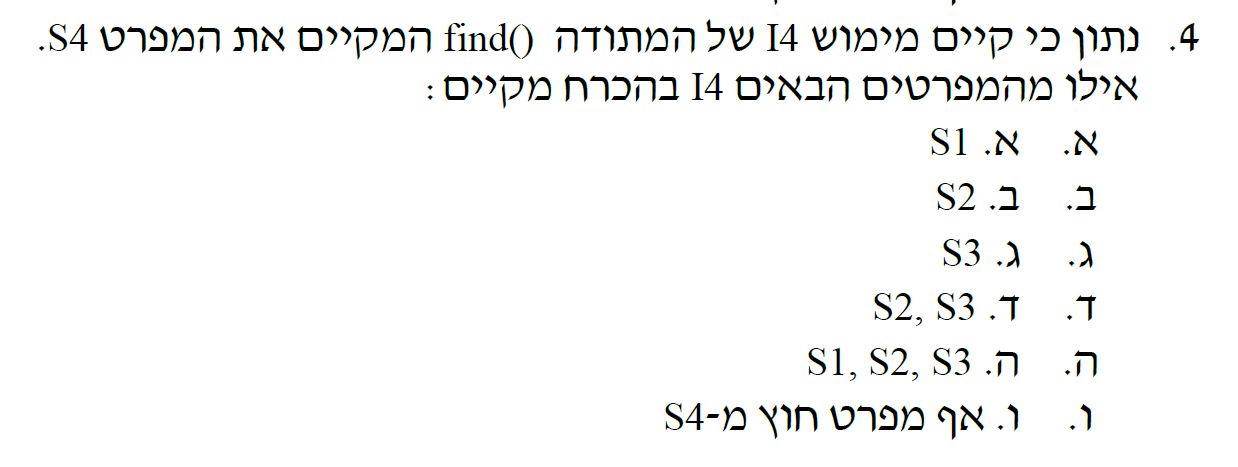 4. נתון כי קיים מימוש I4 של המתודה find() המקיים את המפרט S4.
אילו מהמפרטים הבאים I4 בהכרח מקיים:
א. א. S1
ב. ב. S2
ג. ג. S3
ד. ד. S2, S3
ה. ה. S1, S2, S3
ו. ו. אף מפרט חוץ מ-S4